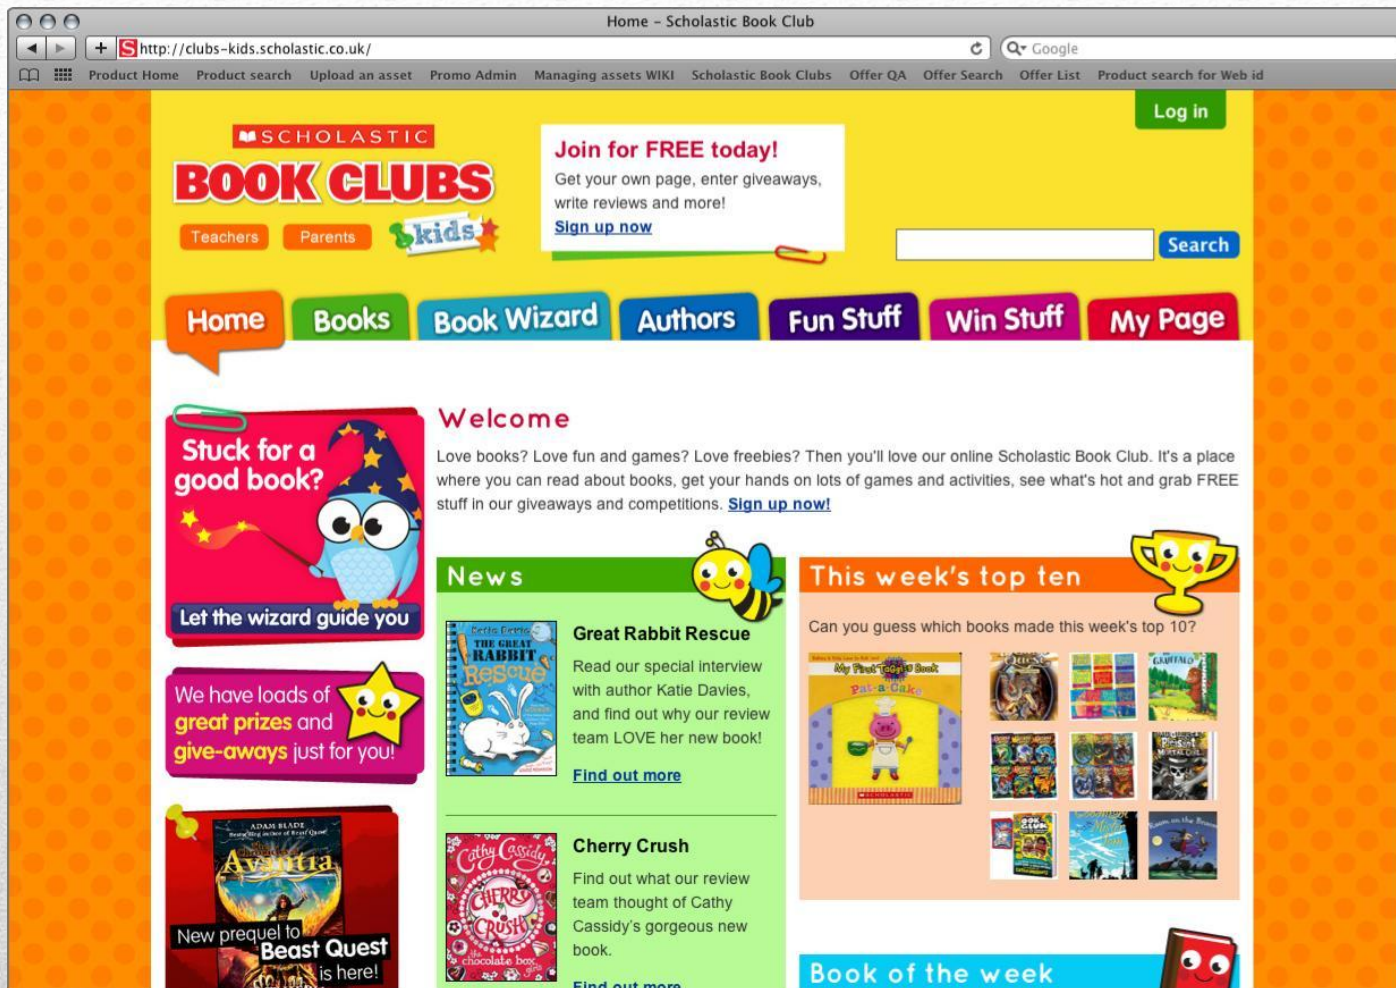 Home – Scholastic Book Club
http://clubs-kids.scholastic.co.uk/
Google
Product Home Product search Upload an asset Promo Admin Managing assets WIKI Scholastic Book Clubs Offer QA Offer Search Offer List Product search for Web id
Log in
SCHOLASTIC
BOOK CLUBS
Teachers Parents kids
Join for FREE today!
Get your own page, enter giveaways,
write reviews and more!
Sign up now
Search
Home Books Book Wizard Authors Fun Stuff Win Stuff My Page
Stuck for a
good book?
Let the wizard guide you
We have loads of
great prizes and
give-aways just for you!
ADAM BLADE
Avantia
New prequel to
Beast Quest
is here!
Welcome
Love books? Love fun and games? Love freebies? Then you'll love our online Scholastic Book Club. It's a place
where you can read about books, get your hands on lots of games and activities, see what's hot and grab FREE
stuff in our giveaways and competitions. Sign up now!
News
THE GREAT
RABBIT
RESCUE
Great Rabbit Rescue
Read our special interview
with author Katie Davies,
and find out why our review
team LOVE her new book!
Find out more
Cathy Cassidy
CHERRY
CRUSH
the
chocolate box
girls
Cherry Crush
Find out what our review
team thought of Cathy
Cassidy's gorgeous new
book.
Find out more
This week's top ten
Can you guess which books made this week's top 10?
My First Taggies Book
Pat-a-Cake
SCHOLASTIC
GRUFFALO
Book of the week